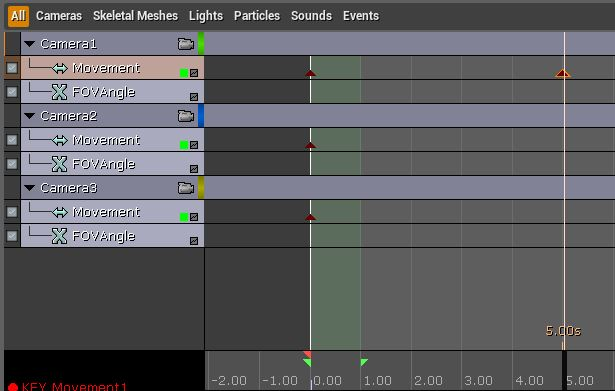 All Cameras Skeletal Meshes Lights Particles Sounds Events
Camera1
Movement
FOVAngle
Camera2
Movement
FOVAngle
Camera3
Movement
FOVAngle
5.00s
-2.00 -1.00 0.00 1.00 2.00 3.00 4.00 5.00
KEY Movement1